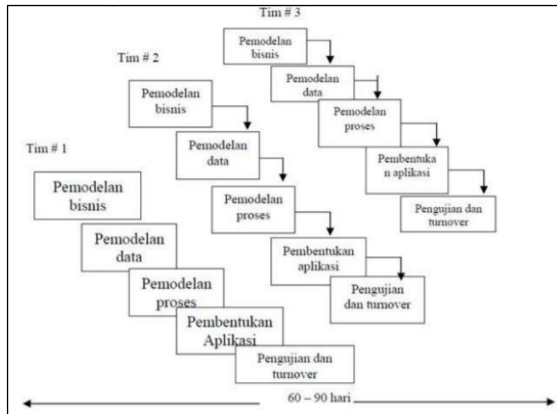 Tim # 3
Pemodelan
bisnis
Pemodelan
data
Pemodelan
proses
Pembentuka
n aplikasi
Pengujian dan
turnover
Tim # 2
Pemodelan
bisnis
Pemodelan
data
Pemodelan
proses
Pembentukan
aplikasi
Pengujian
dan turnover
Tim # 1
Pemodelan
bisnis
Pemodelan
data
Pemodelan
proses
Pembentukan
Aplikasi
Pengujian dan
turnover
60 – 90 hari